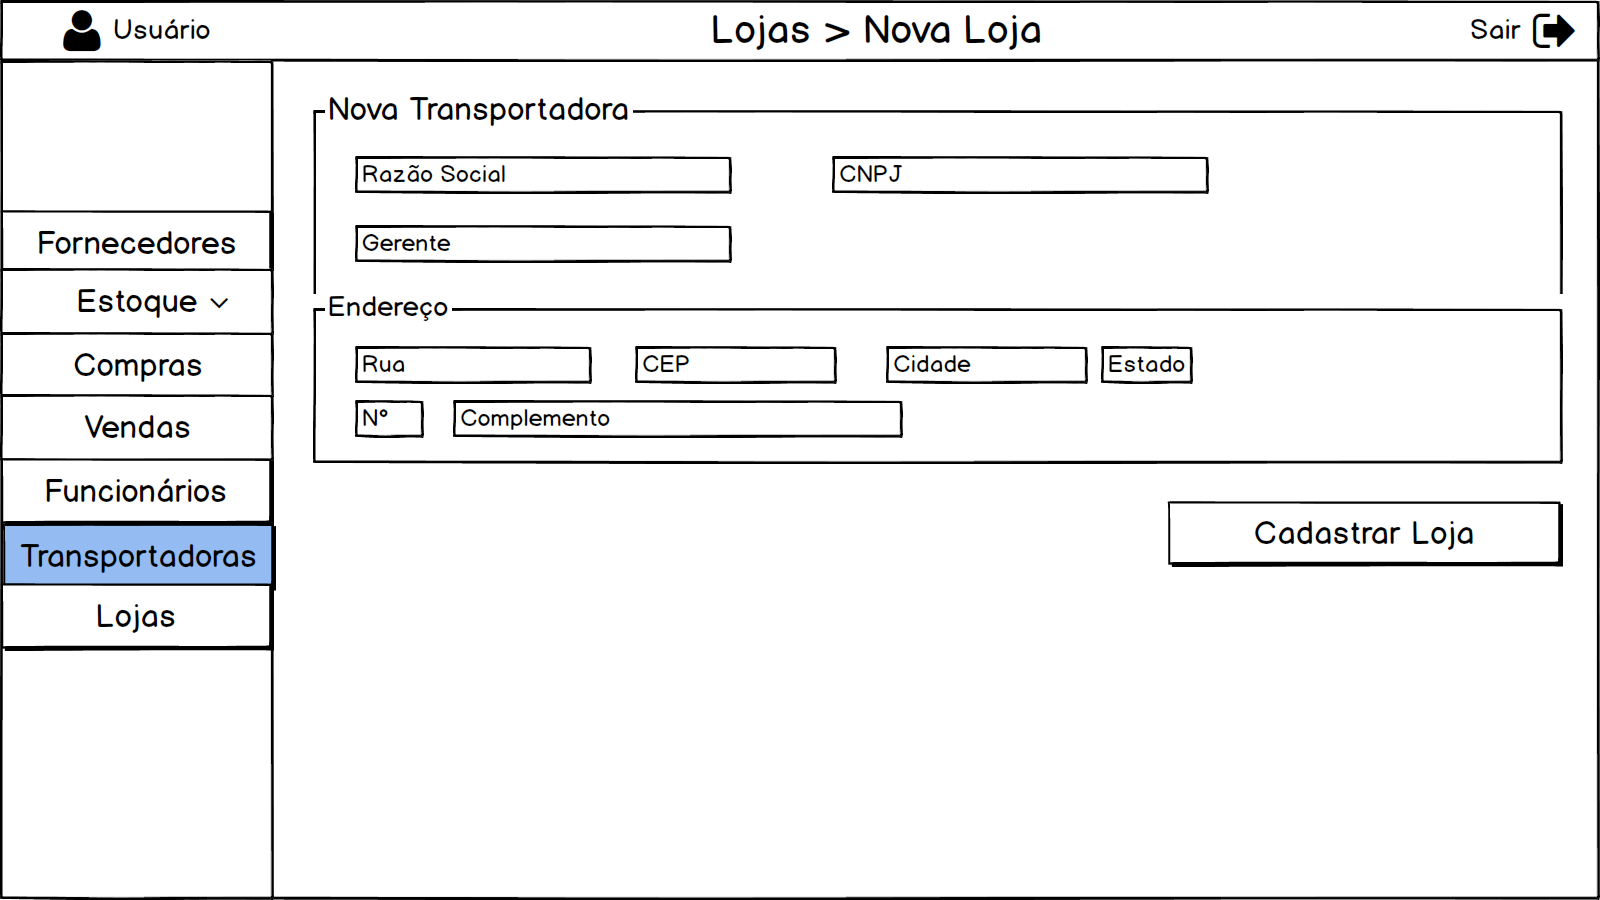 Usuário
Lojas > Nova Loja
Sair
Fornecedores
Estoque
Compras
Vendas
Funcionários
Transportadoras
Lojas
Nova Transportadora
Razão Social
CNPJ
Gerente
Endereço
Rua
CEP
Cidade
Estado
Nº
Complemento
Cadastrar Loja